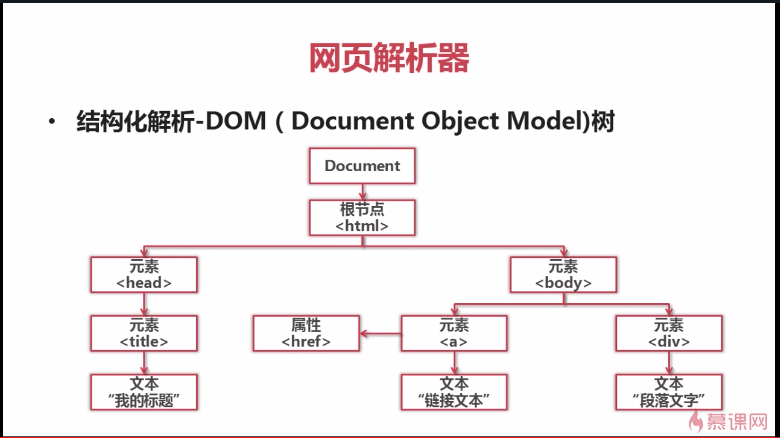 网页解析器
• 结构化解析-DOM（Document Object Model)树
Document
根节点
<html>
元素
<head>
元素
<body>
元素
<title>
属性
<href>
元素
<a>
元素
<div>
文本
“我的标题”
文本
“链接文本”
文本
“段落文字”
慕课网